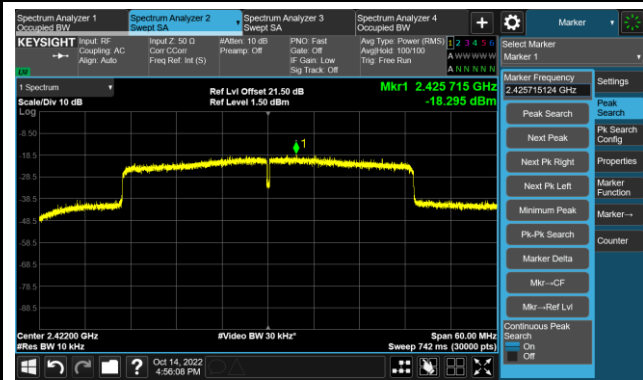 Spectrum Analyzer 1
Occupied BW
Spectrum Analyzer 2
Swept SA
Spectrum Analyzer 3
Swept SA
Spectrum Analyzer 4
Occupied BW
+
Marker
KEYSIGHT
Input: RF
Coupling: AC
Align: Auto
Input Z: 50 Ω
Corr CCorr
Freq Ref: Int (S)
#Atten: 10 dB
Preamp: Off
PNO: Fast
Gate: Off
IF Gain: Low
Sig Track: Off
Avg Type: Power (RMS)
Avg|Hold: 100/100
Trig: Free Run
1 2 3 4 5 6
A W W W W W
A N N N N N
LVI
Select Marker
Marker 1
1 Spectrum
Scale/Div 10 dB
Log
Ref Lvl Offset 21.50 dB
Ref Level 1.50 dBm
Mkr1 2.425 715 GHz
-18.295 dBm
1
-8.50
-18.5
-28.5
-38.5
-48.5
-58.5
-68.5
-78.5
-88.5
Center 2.42200 GHz
#Res BW 10 kHz
#Video BW 30 kHz*
Span 60.00 MHz
Sweep 742 ms (30000 pts)
Marker Frequency
2.425715124 GHz
Peak Search
Next Peak
Next Pk Right
Next Pk Left
Minimum Peak
Pk-Pk Search
Marker Delta
Mkr→CF
Mkr→Ref Lvl
Continuous Peak
Search
On
Off
Settings
Peak
Search
Pk Search
Config
Properties
Marker
Function
Marker→
Counter
?
Oct 14, 2022
4:56:08 PM